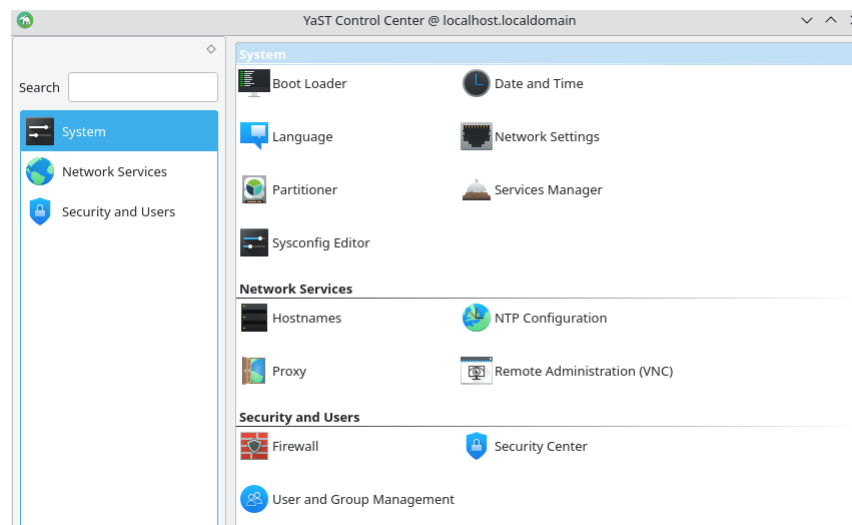 YaST Control Center @ localhost.localdomain
Search
System
Network Services
Security and Users
System
Boot Loader
Date and Time
Language
Network Settings
Partitioner
Services Manager
Sysconfig Editor
Network Services
Hostnames
NTP Configuration
Proxy
Remote Administration (VNC)
Security and Users
Firewall
Security Center
User and Group Management